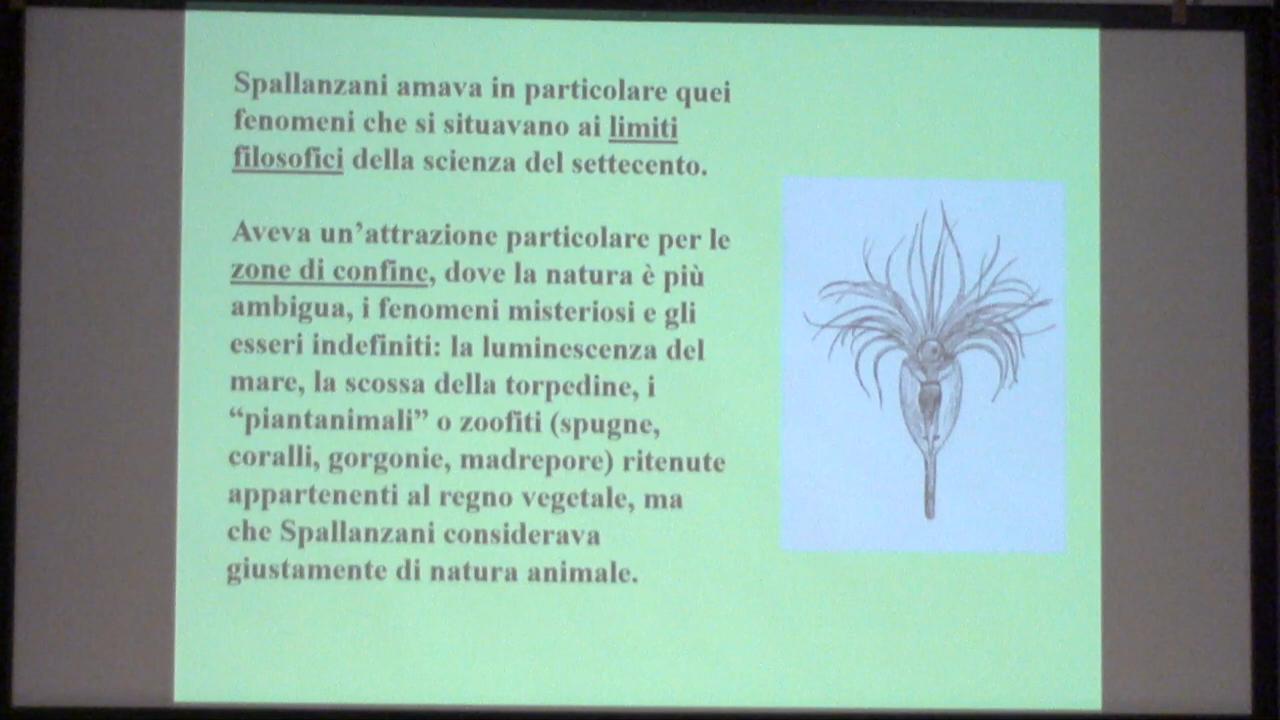 Spallanzani amava in particolare quei
fenomeni che si situavano ai limiti
filosofici della scienza del settecento.
Aveva un’attrazione particolare per le
zone di confine, dove la natura è più
ambigua, i fenomeni misteriosi e gli
esseri indefiniti: la luminescenza del
mare, la scossa della torpedine, i
“piantanimali” o zoofiti (spugne,
coralli, gorgonie, madrepore) ritenute
appartenenti al regno vegetale, ma
che Spallanzani considerava
giustamente di natura animale.